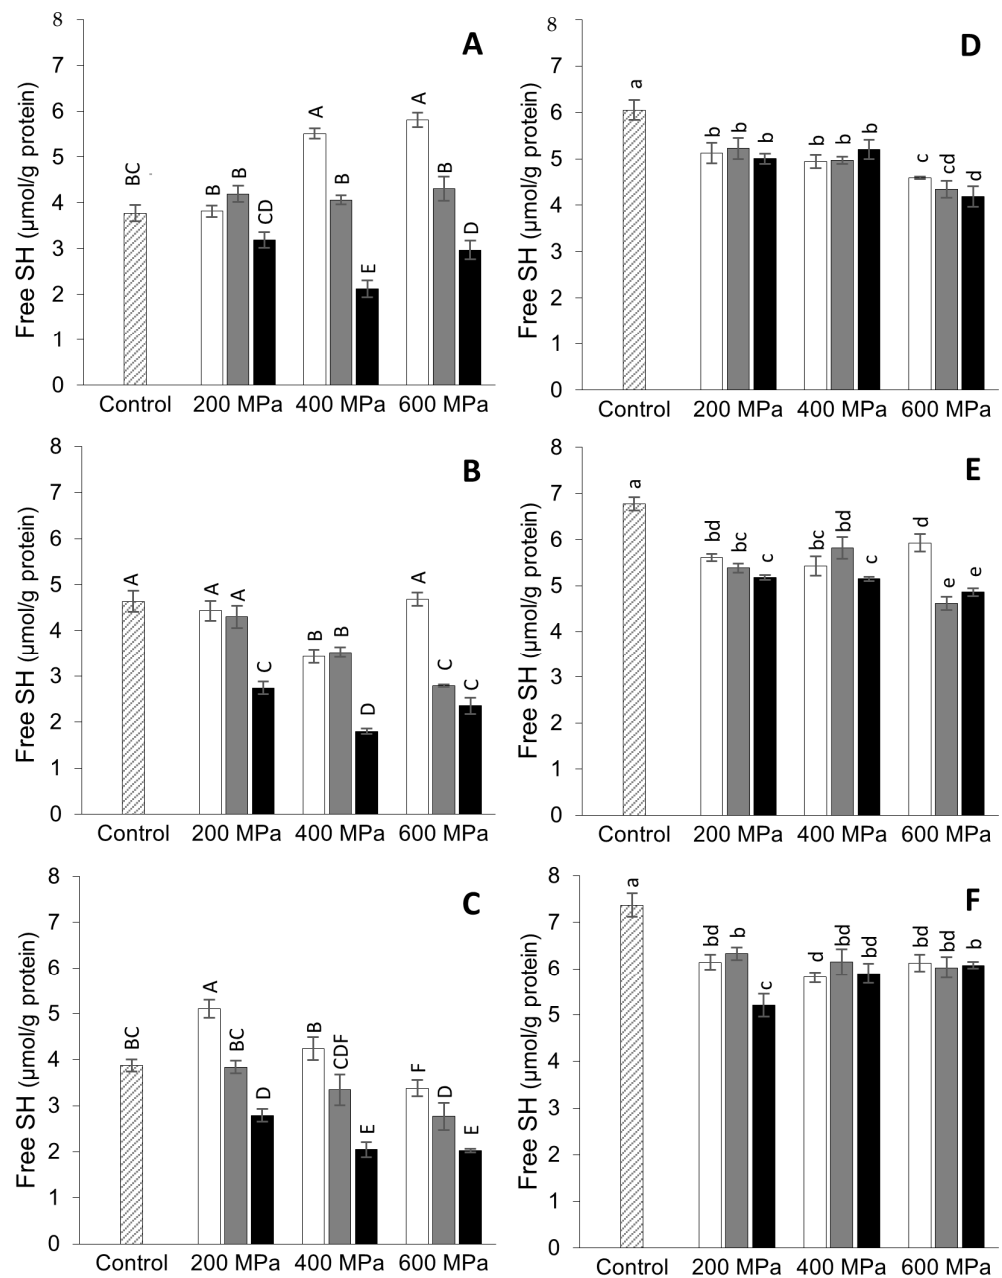 A
Free SH (μmol/g protein)
8
7
6
5
4
3
2
1
0
BC
B
B
CD
A
B
E
A
B
D
Control
200 MPa
400 MPa
600 MPa
D
Free SH (μmol/g protein)
8
7
6
5
4
3
2
1
0
a
b
b
b
b
b
b
c
cd
d
Control
200 MPa
400 MPa
600 MPa
B
Free SH (μmol/g protein)
8
7
6
5
4
3
2
1
0
A
A
A
C
B
B
D
A
C
C
Control
200 MPa
400 MPa
600 MPa
E
Free SH (μmol/g protein)
8
7
6
5
4
3
2
1
0
a
bd
bc
c
bc
bd
c
d
e
e
Control
200 MPa
400 MPa
600 MPa
C
Free SH (μmol/g protein)
8
7
6
5
4
3
2
1
0
BC
A
BC
D
B
CDF
E
F
D
E
Control
200 MPa
400 MPa
600 MPa
F
Free SH (μmol/g protein)
8
7
6
5
4
3
2
1
0
a
bd
b
c
d
bd
bd
bd
bd
b
Control
200 MPa
400 MPa
600 MPa